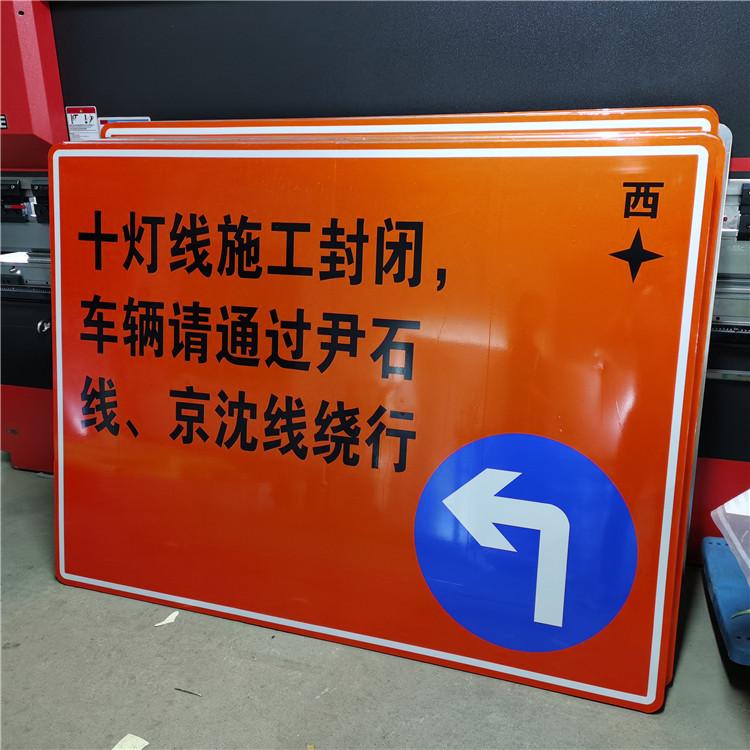 西
十灯线施工封闭，
车辆请通过尹石
线、京沈线绕行